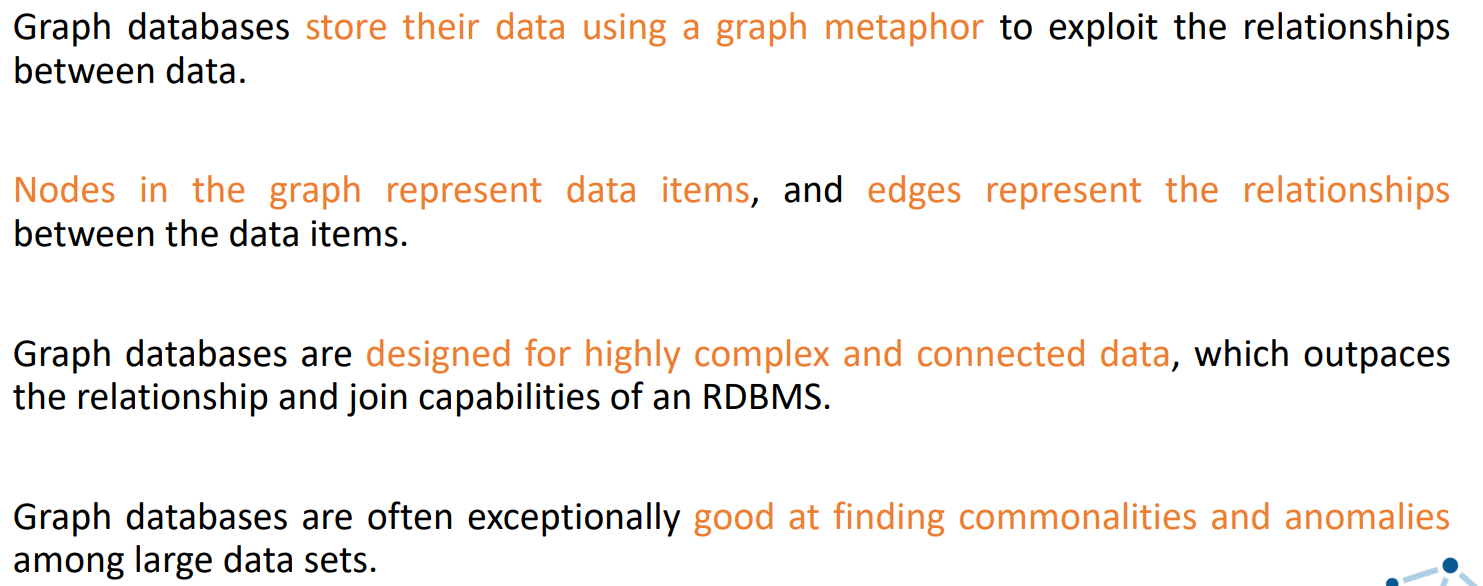 Graph databases store their data using a graph metaphor to exploit the relationships
between data.
Nodes in the graph represent data items, and edges represent the relationships
between the data items.
Graph databases are designed for highly complex and connected data, which outpaces
the relationship and join capabilities of an RDBMS.
Graph databases are often exceptionally good at finding commonalities and anomalies
among large data sets.